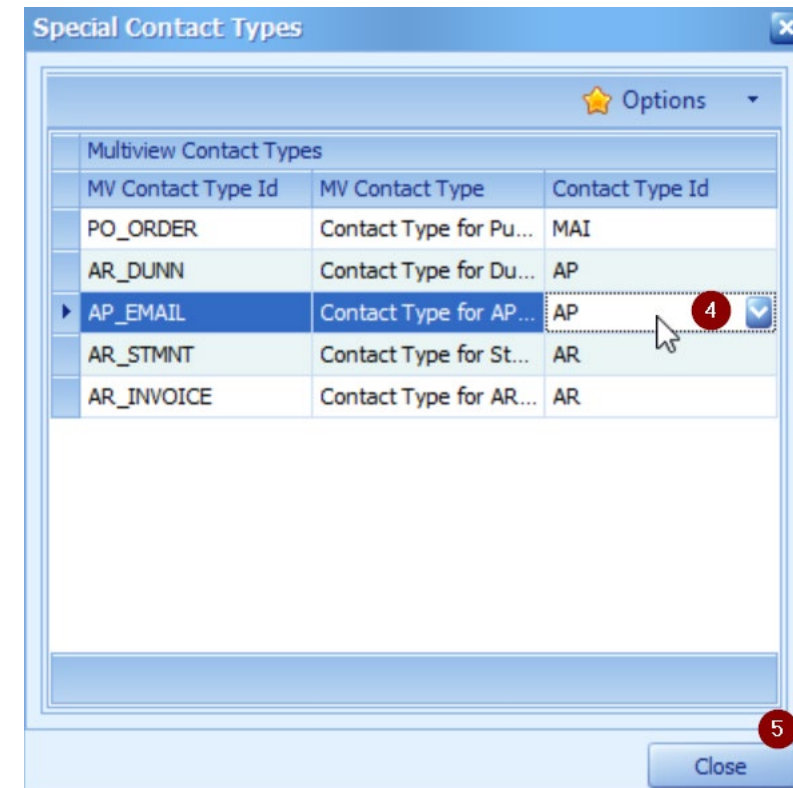 Special Contact Types
Options
Multiview Contact Types
MV Contact Type Id MV Contact Type Contact Type Id
PO_ORDER Contact Type for Pu... MAI
AR_DUNN Contact Type for Du... AP
AP_EMAIL Contact Type for AP... AP 4
AR_STMNT Contact Type for St... AR
AR_INVOICE Contact Type for AR... AR
5
Close